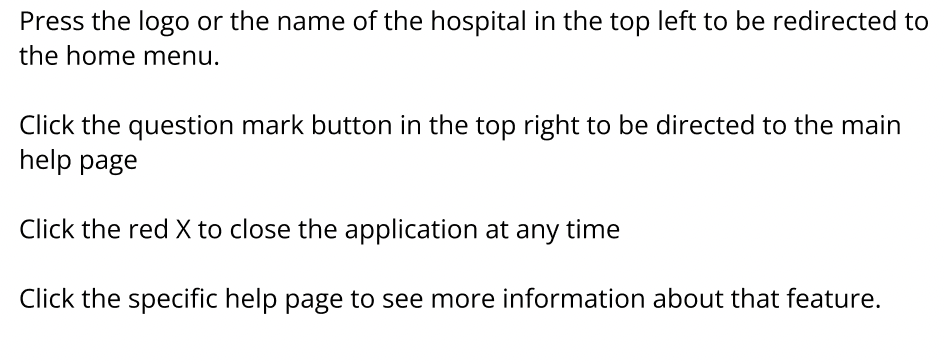 Press the logo or the name of the hospital in the top left to be redirected to
the home menu.
Click the question mark button in the top right to be directed to the main
help page
Click the red X to close the application at any time
Click the specific help page to see more information about that feature.